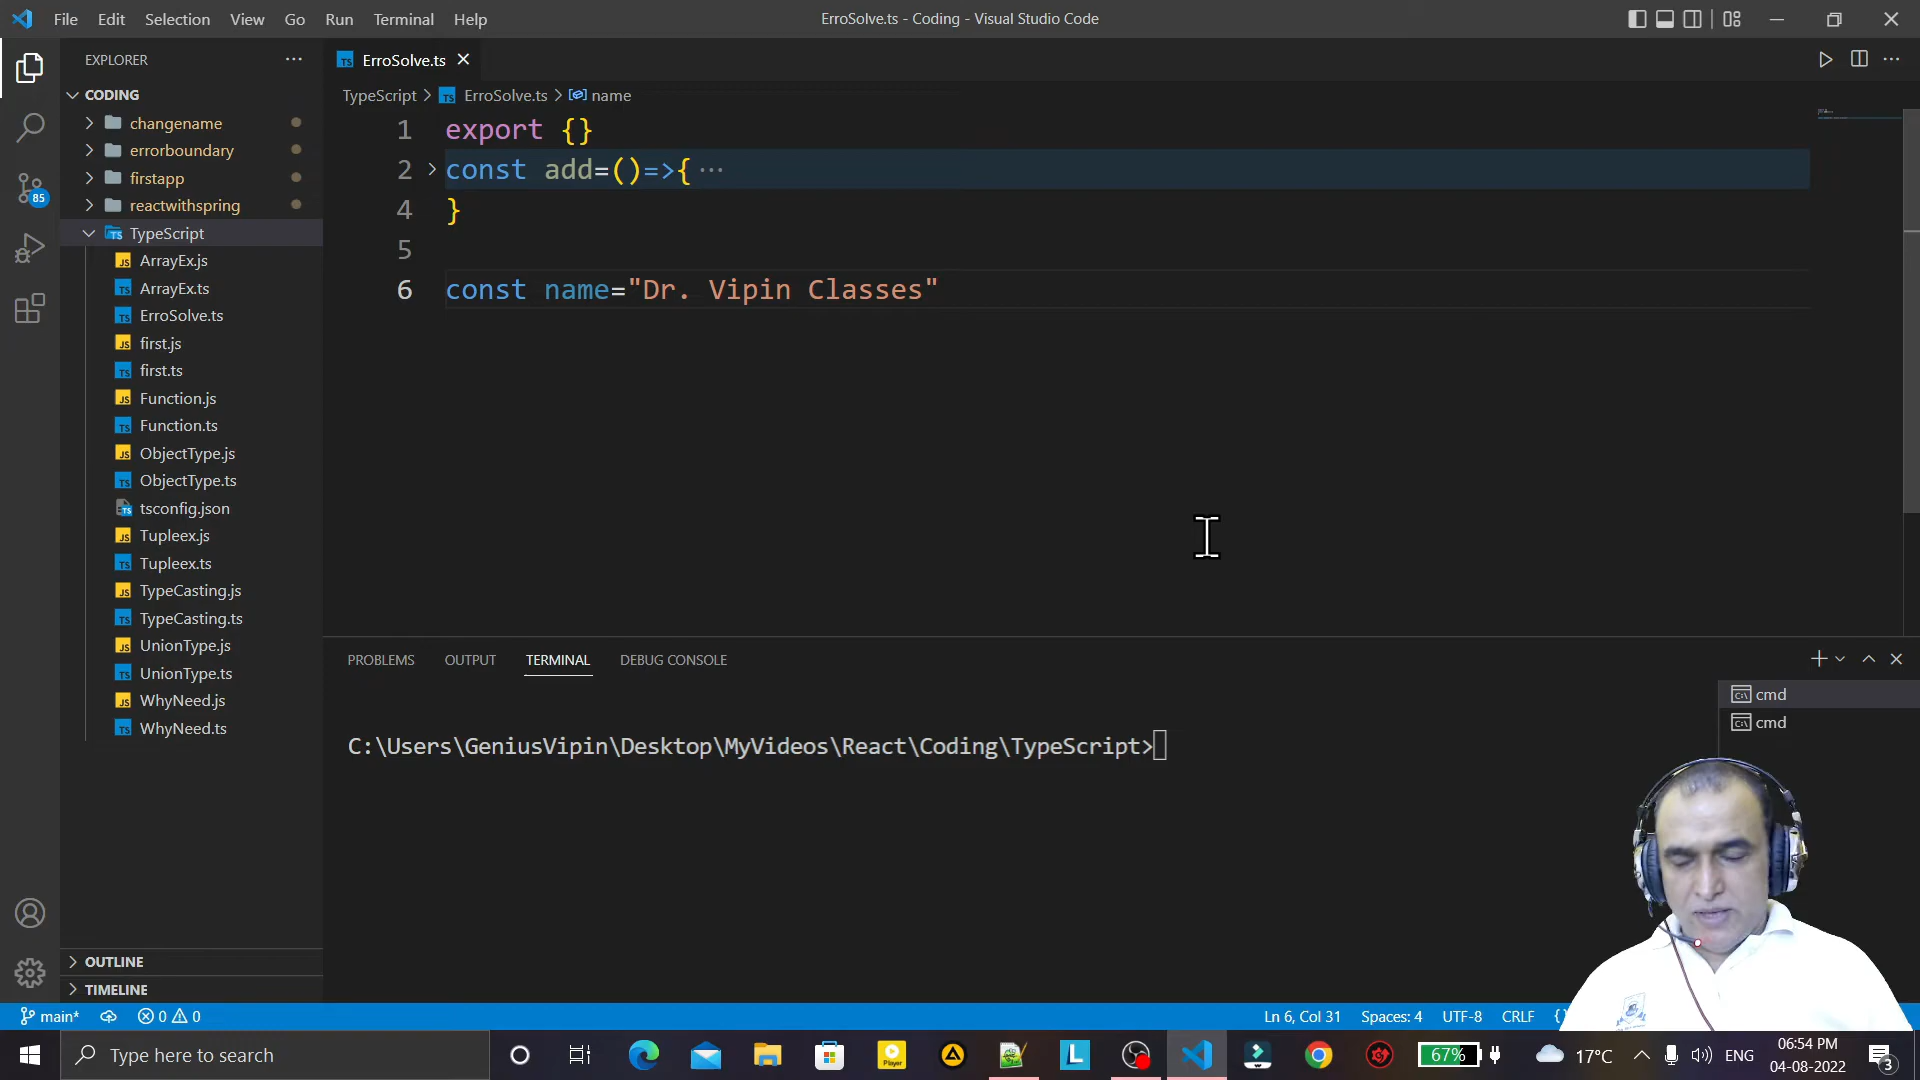 File Edit Selection View Go Run Terminal Help
ErroSolve.ts - Coding - Visual Studio Code
EXPLORER
CODING
changename
errorboundary
firstapp
reactwithspring
TypeScript
ArrayEx.js
ArrayEx.ts
ErroSolve.ts
first.js
first.ts
Function.js
Function.ts
ObjectType.js
ObjectType.ts
tsconfig.json
Tupleex.js
Tupleex.ts
TypeCasting.js
TypeCasting.ts
UnionType.js
UnionType.ts
WhyNeed.js
WhyNeed.ts
OUTLINE
TIMELINE
85
ErroSolve.ts
TypeScript > ErroSolve.ts > name
1 export {}
2 const add=()=>{ ...
4 }
5
6 const name="Dr. Vipin Classes"
PROBLEMS OUTPUT TERMINAL DEBUG CONSOLE
cmd
cmd
C:\Users\GeniusVipin\Desktop\MyVideos\React\Coding\TypeScript>
main* 0 0
Ln 6, Col 31 Spaces: 4 UTF-8 CRLF
Type here to search
67%
17°C
ENG
06:54 PM
04-08-2022
3